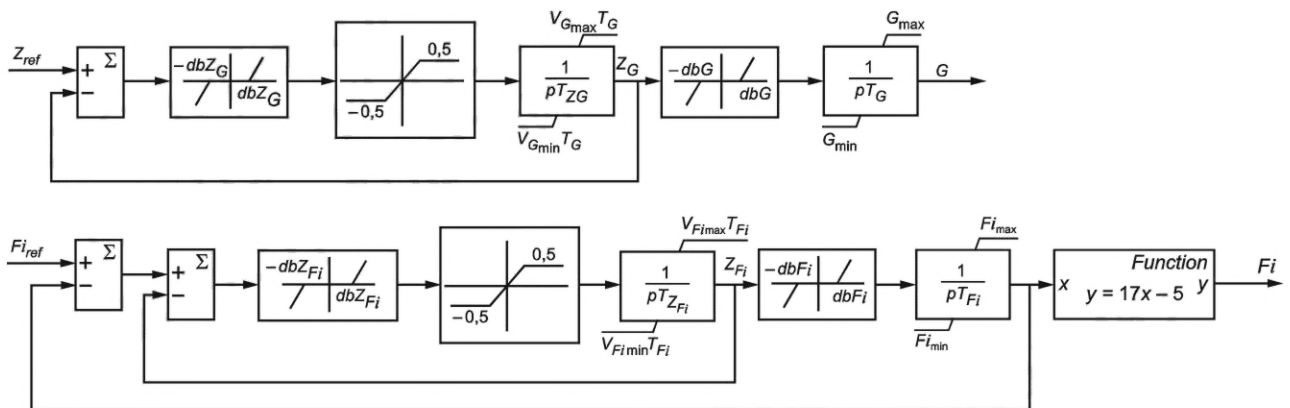 Z_ref
+
−
Σ
−dbZ_G
dbZ_G
0,5
−0,5
V_Gmax T_G
1
pT_ZG
V_Gmin T_G
Z_G
−dbG
dbG
G_max
1
pT_G
G_min
G
Fi_ref
+
−
Σ
+
−
Σ
−dbZ_Fi
dbZ_Fi
0,5
−0,5
V_Fimax T_Fi
1
pT_Z_Fi
V_Fimin T_Fi
Z_Fi
−dbFi
dbFi
Fi_max
1
pT_Fi
Fi_min
Function
x y = 17x – 5 y
Fi